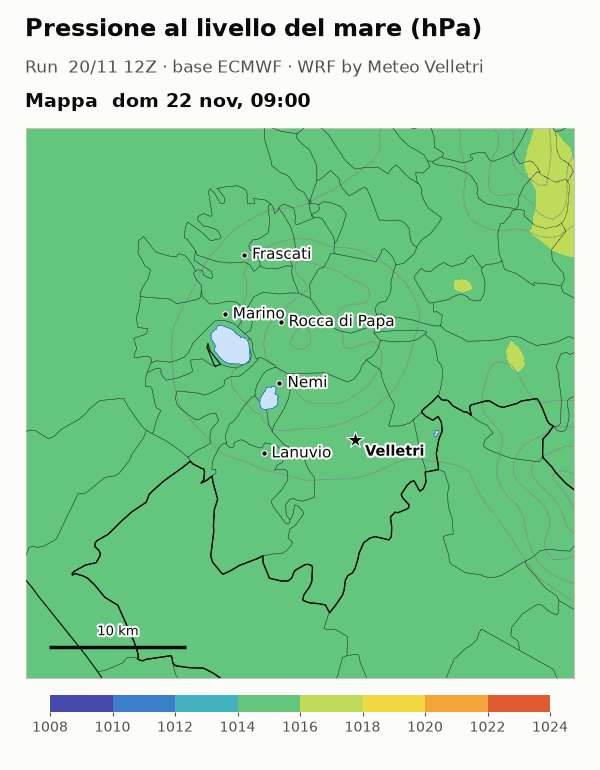 Pressione al livello del mare (hPa)
Run  20/11 12Z · base ECMWF · WRF by Meteo Velletri
Mappa  dom 22 nov, 09:00
Frascati
Marino
Rocca di Papa
Nemi
Velletri
Lanuvio
10 km
1008 1010 1012 1014 1016 1018 1020 1022 1024